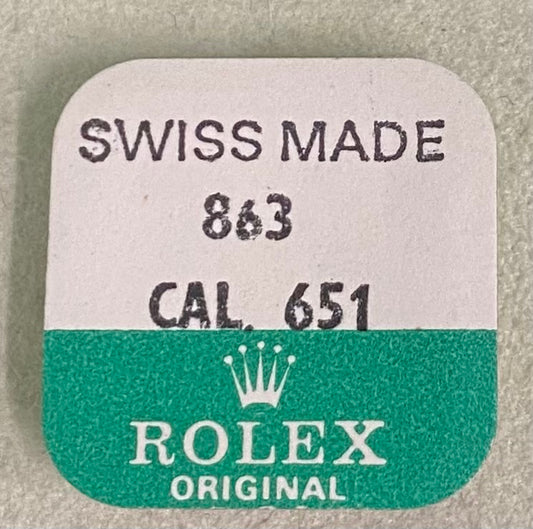 SWISS MADE
863
CAL. 651
ROLEX
ORIGINAL